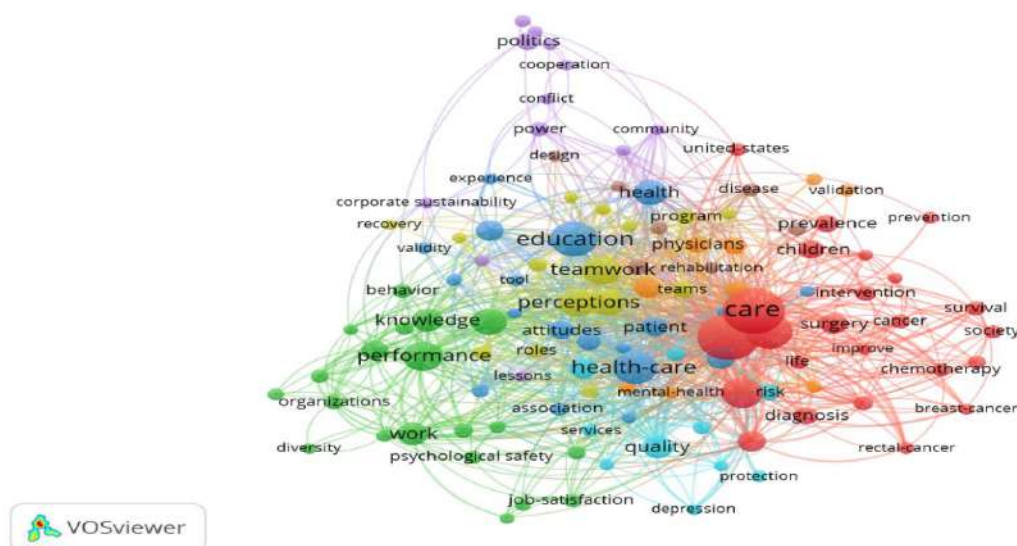 politics
cooperation
conflict
power
community
design
united-states
experience
health
disease
validation
corporate sustainability
recovery
program
prevalence
prevention
education
physicians
children
validity
teamwork
rehabilitation
behavior
tool
teams
intervention
perceptions
care
survival
knowledge
attitudes
patient
surgery
cancer
society
performance
roles
improve
health-care
life
chemotherapy
lessons
mental-health
risk
organizations
association
diagnosis
breast-cancer
work
services
diversity
psychological safety
quality
rectal-cancer
protection
job-satisfaction
depression
VOSviewer